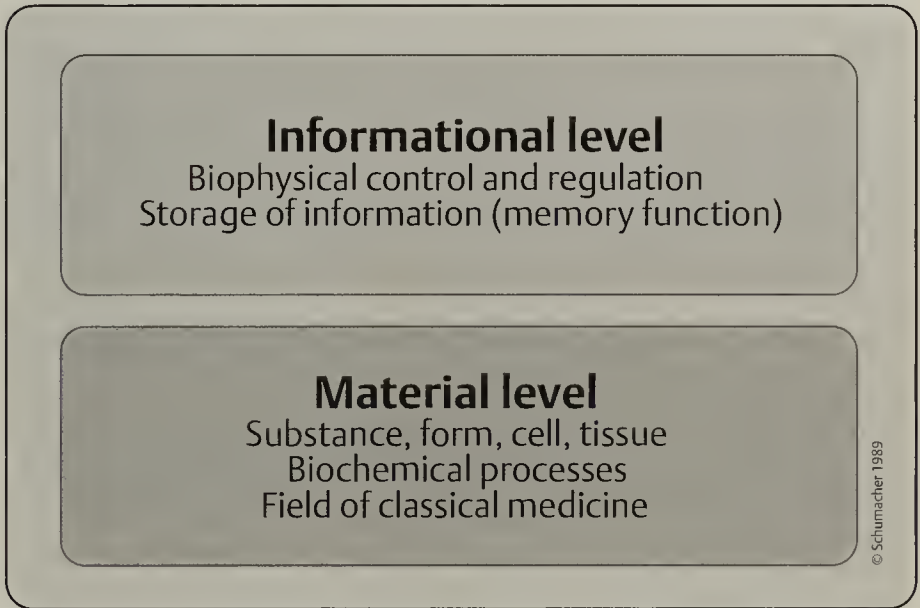 Informational level
Biophysical control and regulation
Storage of information (memory function)
Material level
Substance, form, cell, tissue
Biochemical processes
Field of classical medicine
© Schumacher 1989